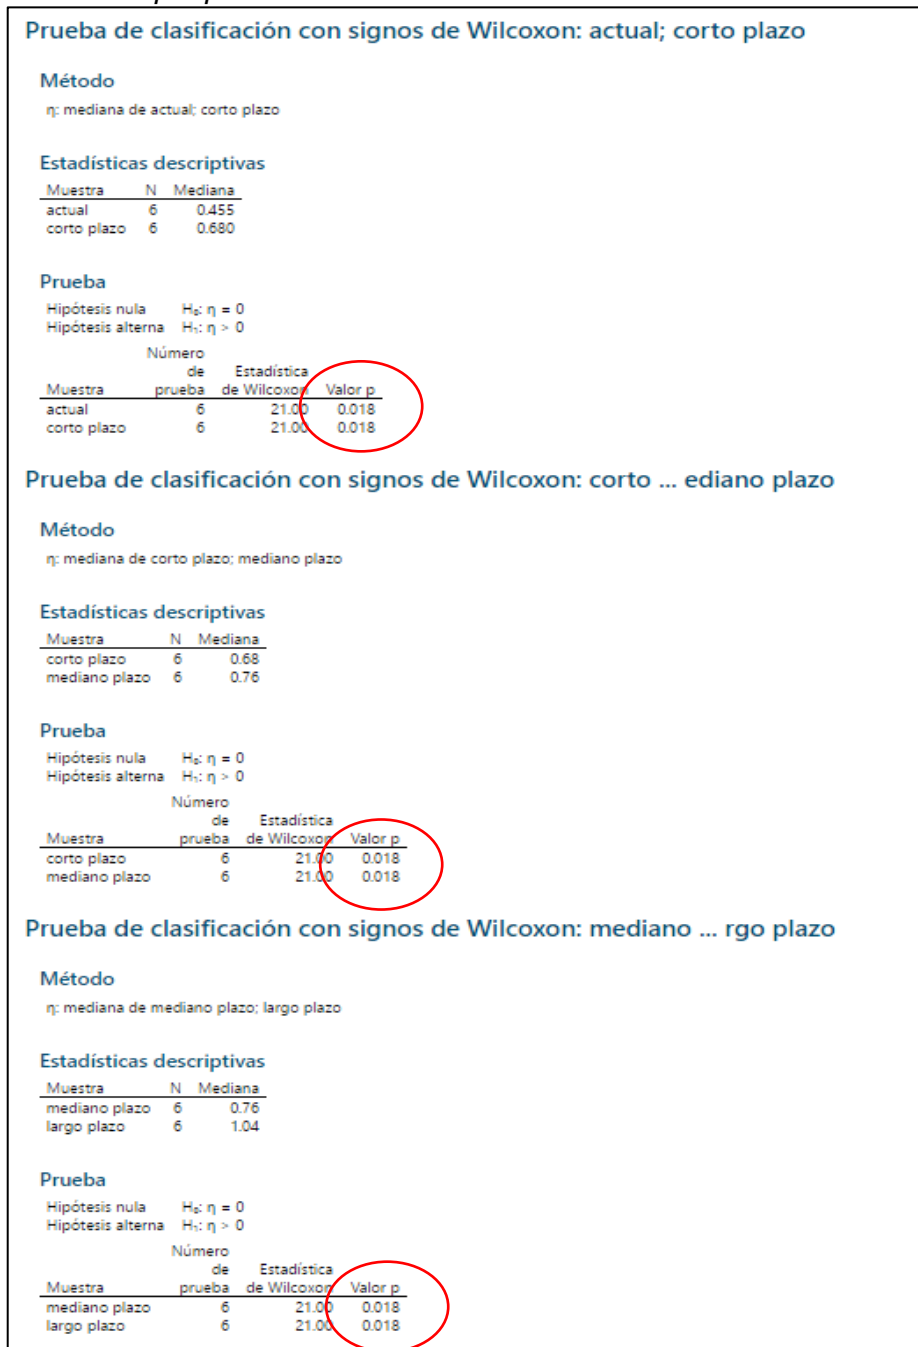 Prueba de clasificación con signos de Wilcoxon: actual; corto plazo
Método
η: mediana de actual; corto plazo
Estadísticas descriptivas
Muestra N Mediana
actual 6 0.455
corto plazo 6 0.680
Prueba
Hipótesis nula H₀: η = 0
Hipótesis alterna H₁: η > 0
Número
de Estadística
Muestra prueba de Wilcoxon Valor p
actual 6 21.00 0.018
corto plazo 6 21.00 0.018
Prueba de clasificación con signos de Wilcoxon: corto ... ediano plazo
Método
η: mediana de corto plazo; mediano plazo
Estadísticas descriptivas
Muestra N Mediana
corto plazo 6 0.68
mediano plazo 6 0.76
Prueba
Hipótesis nula H₀: η = 0
Hipótesis alterna H₁: η > 0
Número
de Estadística
Muestra prueba de Wilcoxon Valor p
corto plazo 6 21.00 0.018
mediano plazo 6 21.00 0.018
Prueba de clasificación con signos de Wilcoxon: mediano ... rgo plazo
Método
η: mediana de mediano plazo; largo plazo
Estadísticas descriptivas
Muestra N Mediana
mediano plazo 6 0.76
largo plazo 6 1.04
Prueba
Hipótesis nula H₀: η = 0
Hipótesis alterna H₁: η > 0
Número
de Estadística
Muestra prueba de Wilcoxon Valor p
mediano plazo 6 21.00 0.018
largo plazo 6 21.00 0.018